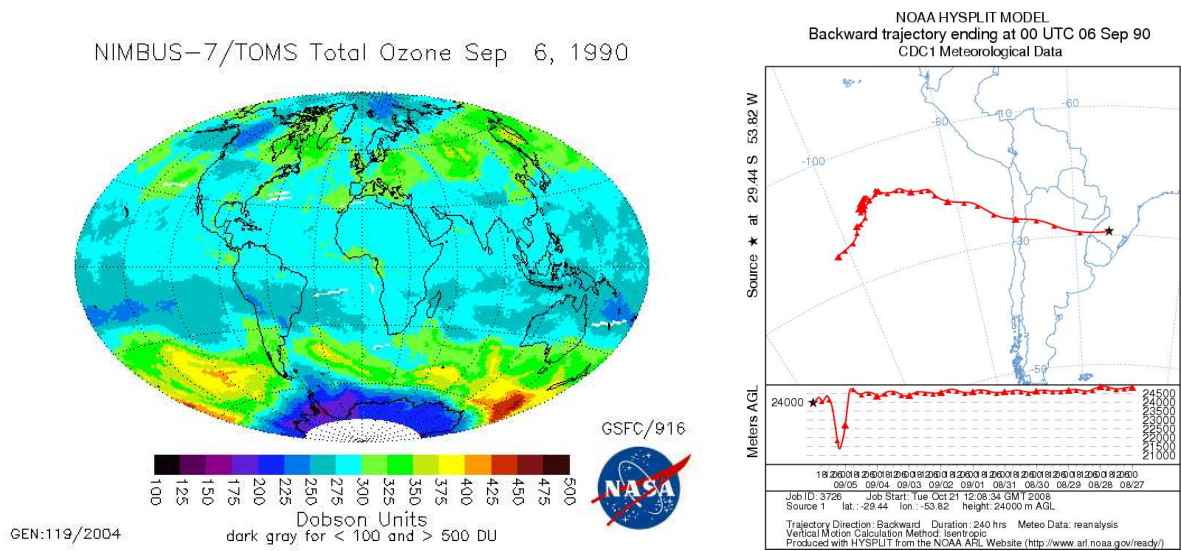 NIMBUS-7/TOMS Total Ozone Sep 6, 1990
GSFC/916
NASA
100 125 150 175 200 225 250 275 300 325 350 375 400 425 450 475 500
Dobson Units
dark gray for < 100 and > 500 DU
GEN:119/2004
NOAA HYSPLIT MODEL
Backward trajectory ending at 00 UTC 06 Sep 90
CDC1 Meteorological Data
Source ★ at 29.44 S 53.82 W
-100
-80
-10
-60
-30
-50
Meters AGL
24000
24500
24000
23500
23000
22500
22000
21500
21000
09/05 09/04 09/03 09/02 09/01 08/31 08/30 08/29 08/28 08/27
Job ID: 3726 Job Start: Tue Oct 21 12:08:34 GMT 2008
Source 1 lat.: -29.44 lon.: -53.82 height: 24000 m AGL
Trajectory Direction: Backward Duration: 240 hrs Meteo Data: reanalysis
Vertical Motion Calculation Method: Isentropic
Produced with HYSPLIT from the NOAA ARL Website (http://www.arl.noaa.gov/ready/)